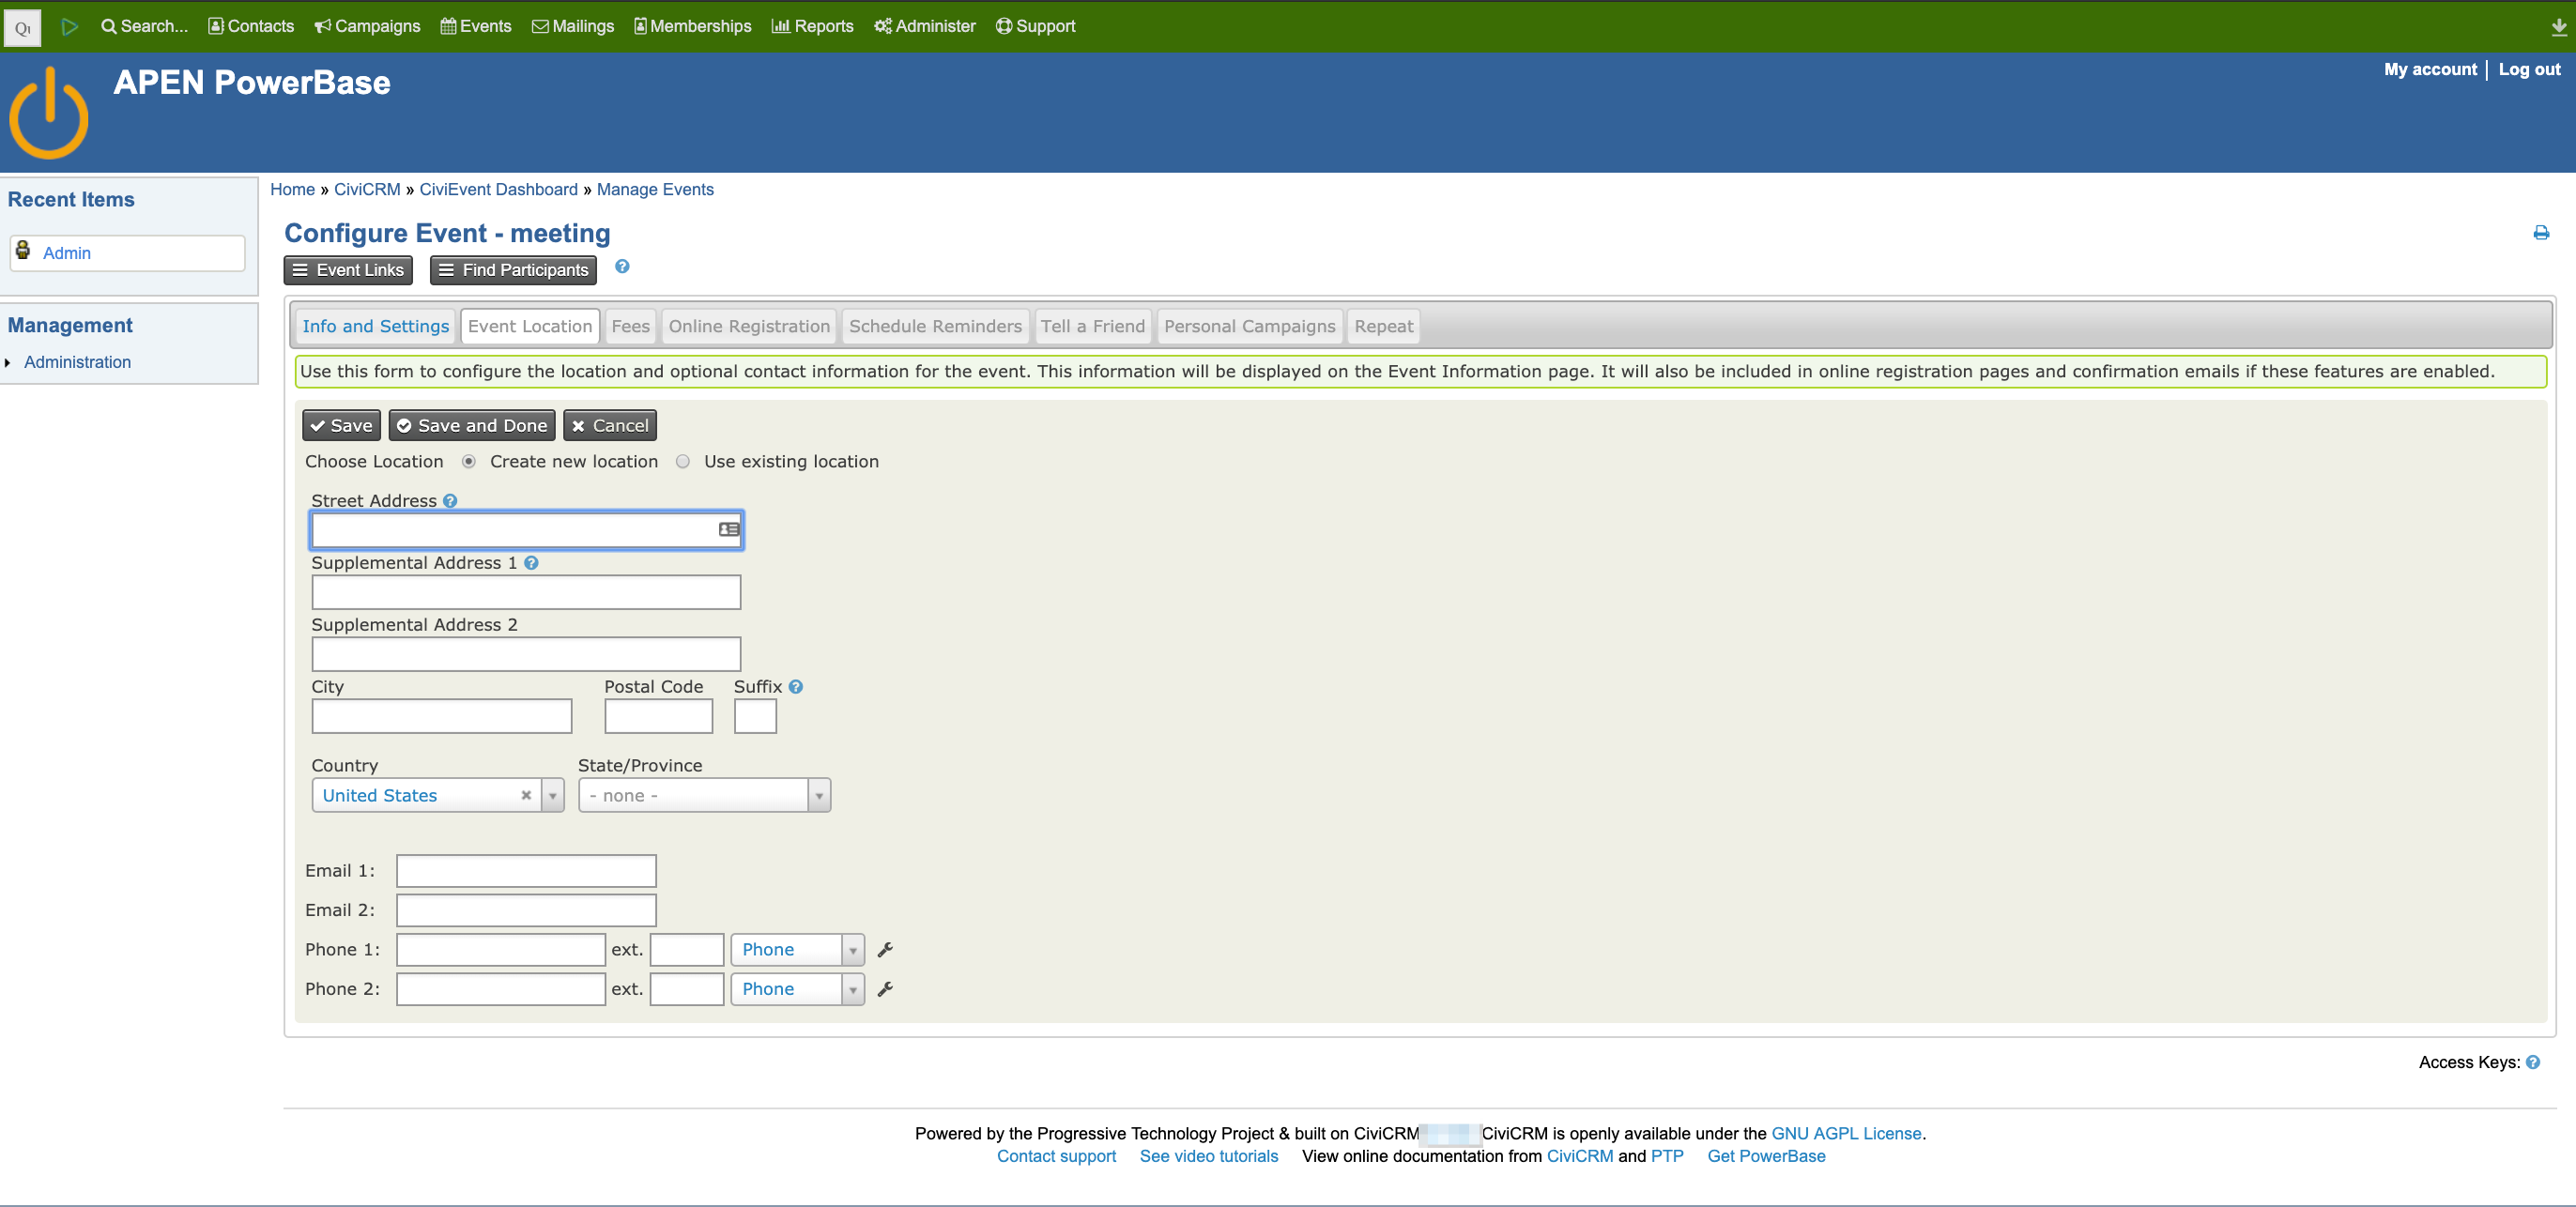 Search... Contacts Campaigns Events Mailings Memberships Reports Administer Support
APEN PowerBase
My account Log out
Recent Items
Admin
Management
Administration
Home » CiviCRM » CiviEvent Dashboard » Manage Events
Configure Event - meeting
Event Links Find Participants
Info and Settings Event Location Fees Online Registration Schedule Reminders Tell a Friend Personal Campaigns Repeat
Use this form to configure the location and optional contact information for the event. This information will be displayed on the Event Information page. It will also be included in online registration pages and confirmation emails if these features are enabled.
Save Save and Done Cancel
Choose Location Create new location Use existing location
Street Address
Supplemental Address 1
Supplemental Address 2
City Postal Code Suffix
Country State/Province
United States - none -
Email 1:
Email 2:
Phone 1: ext. Phone
Phone 2: ext. Phone
Access Keys:
Powered by the Progressive Technology Project & built on CiviCRM CiviCRM is openly available under the GNU AGPL License.
Contact support See video tutorials View online documentation from CiviCRM and PTP Get PowerBase